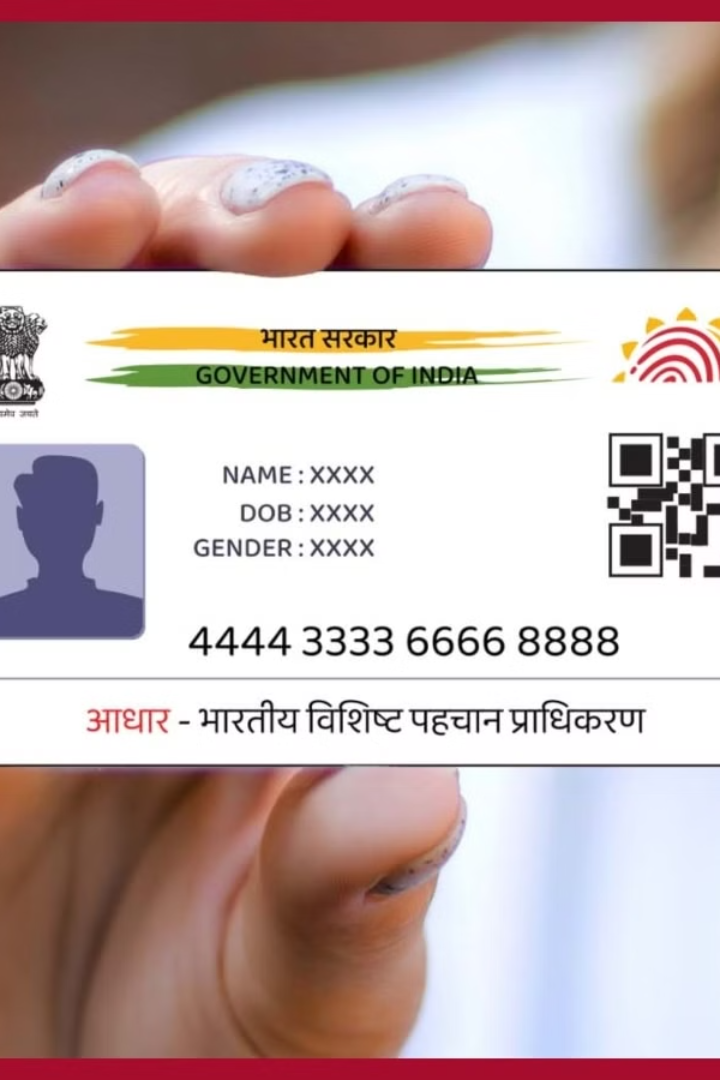 भारत सरकार
GOVERNMENT OF INDIA
NAME : XXXX
DOB : XXXX
GENDER : XXXX
4444 3333 6666 8888
आधार - भारतीय विशिष्ट पहचान प्राधिकरण